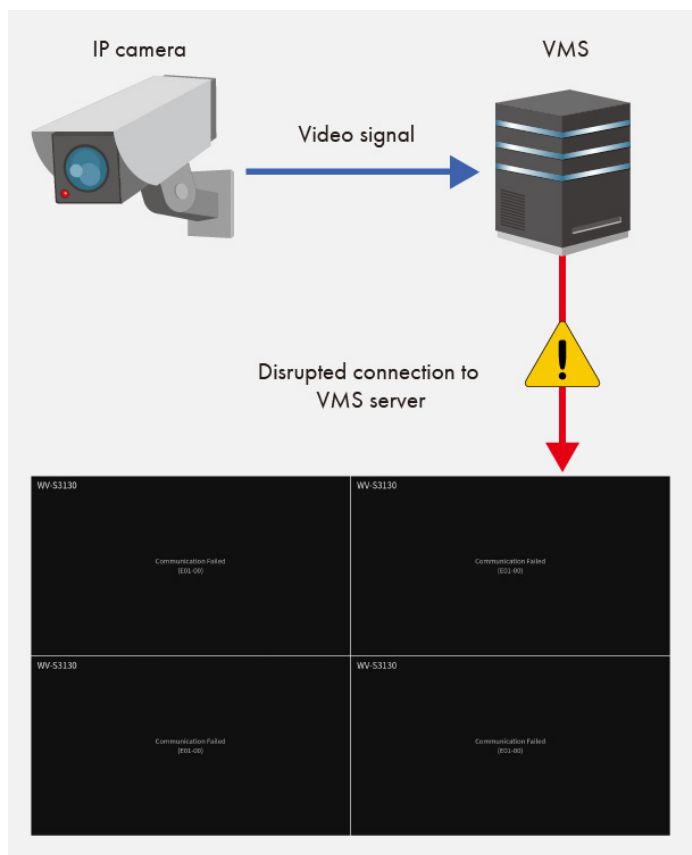 IP camera
VMS
Video signal
Disrupted connection to
VMS server
WV-S3130
WV-S3130
Communication Failed
(E01-00)
Communication Failed
(E01-00)
WV-S3130
WV-S3130
Communication Failed
(E01-00)
Communication Failed
(E01-00)